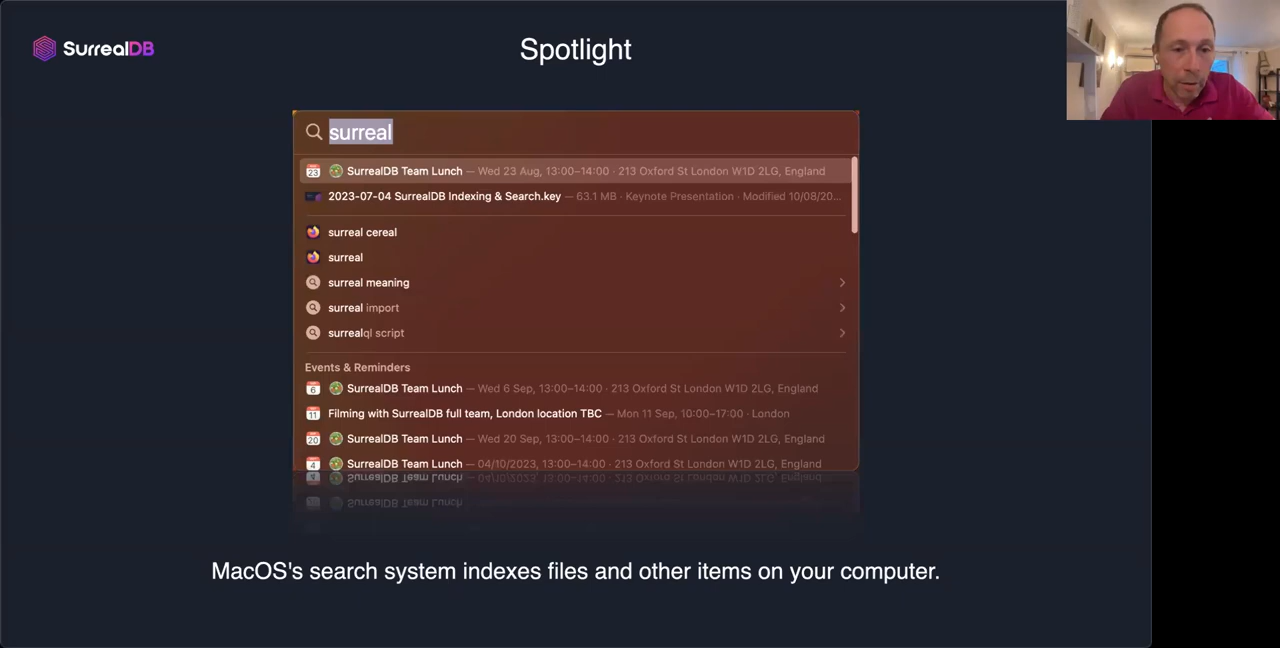 SurrealDB
Spotlight
surreal
23 SurrealDB Team Lunch — Wed 23 Aug, 13:00–14:00 · 213 Oxford St London W1D 2LG, England
2023-07-04 SurrealDB Indexing & Search.key — 63.1 MB · Keynote Presentation · Modified 10/08/20...
surreal cereal
surreal
surreal meaning
surreal import
surrealql script
Events & Reminders
6 SurrealDB Team Lunch — Wed 6 Sep, 13:00–14:00 · 213 Oxford St London W1D 2LG, England
11 Filming with SurrealDB full team, London location TBC — Mon 11 Sep, 10:00–17:00 · London
20 SurrealDB Team Lunch — Wed 20 Sep, 13:00–14:00 · 213 Oxford St London W1D 2LG, England
4 SurrealDB Team Lunch — 04/10/2023, 13:00–14:00 · 213 Oxford St London W1D 2LG, England
MacOS's search system indexes files and other items on your computer.